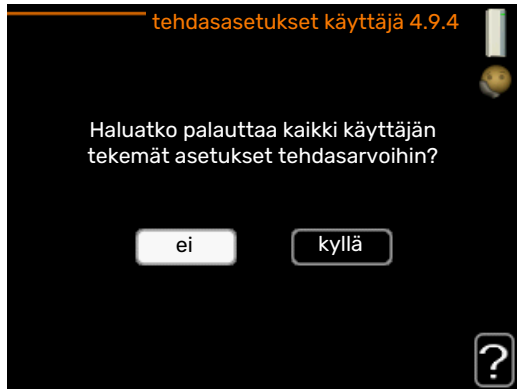 tehdasasetukset käyttäjä 4.9.4
Haluatko palauttaa kaikki käyttäjän
tekemät asetukset tehdasarvoihin?
ei
kyllä
?